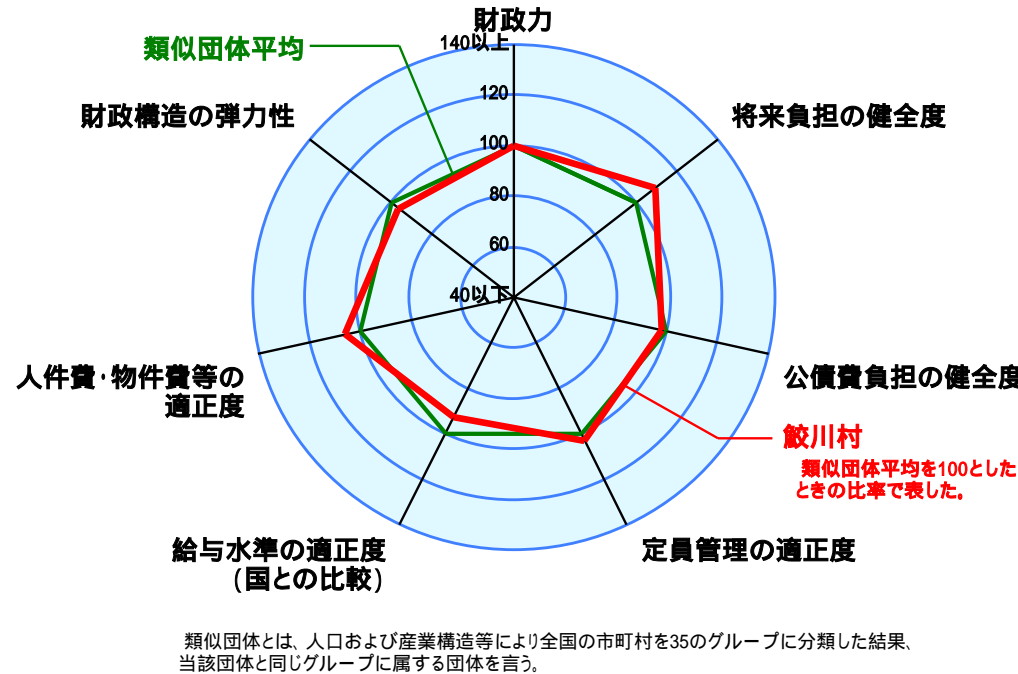 財政力
類似団体平均
140以上
120
100
80
60
40以下
財政構造の弾力性
将来負担の健全度
人件費・物件費等の
適正度
公債費負担の健全度
鮫川村
類似団体平均を100とした
ときの比率で表した。
給与水準の適正度
(国との比較)
定員管理の適正度
類似団体とは、人口および産業構造等により全国の市町村を35のグループに分類した結果、
当該団体と同じグループに属する団体を言う。